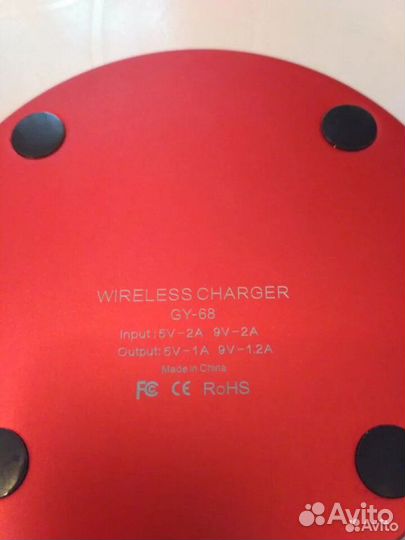 WIRELESS CHARGER
GY-68
Input: 5V-2A 9V-2A
Output: 5V-1A 9V-1.2A
Made in China
FC CE RoHS
Avito
Avito